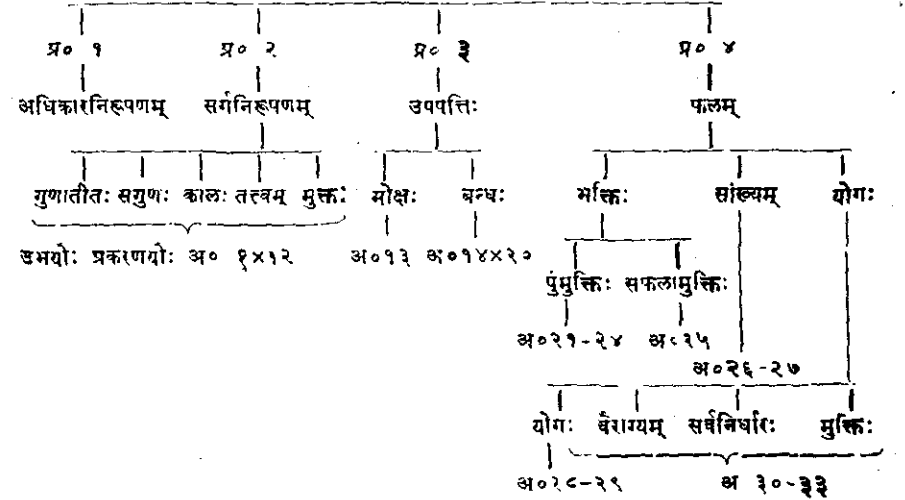 प्र० १ प्र० २ प्र० ३ प्र० ४
अधिकारनिरूपणम् सर्गनिरूपणम् उपपत्तिः फलम्
गुणातीतः सगुणः कालः तत्त्वम् मुक्तः मोक्षः बन्धः भक्तिः सांख्यम् योगः
उभयोः प्रकरणयोः अ० १×१२ अ०१३ अ०१४×२०
पुंमुक्तिः सफलामुक्तिः
अ०२१-२४ अ०२५
अ०२६-२७
योगः वैराग्यम् सर्वनिर्धारः मुक्तिः
अ०२८-२९ अ ३०-३३